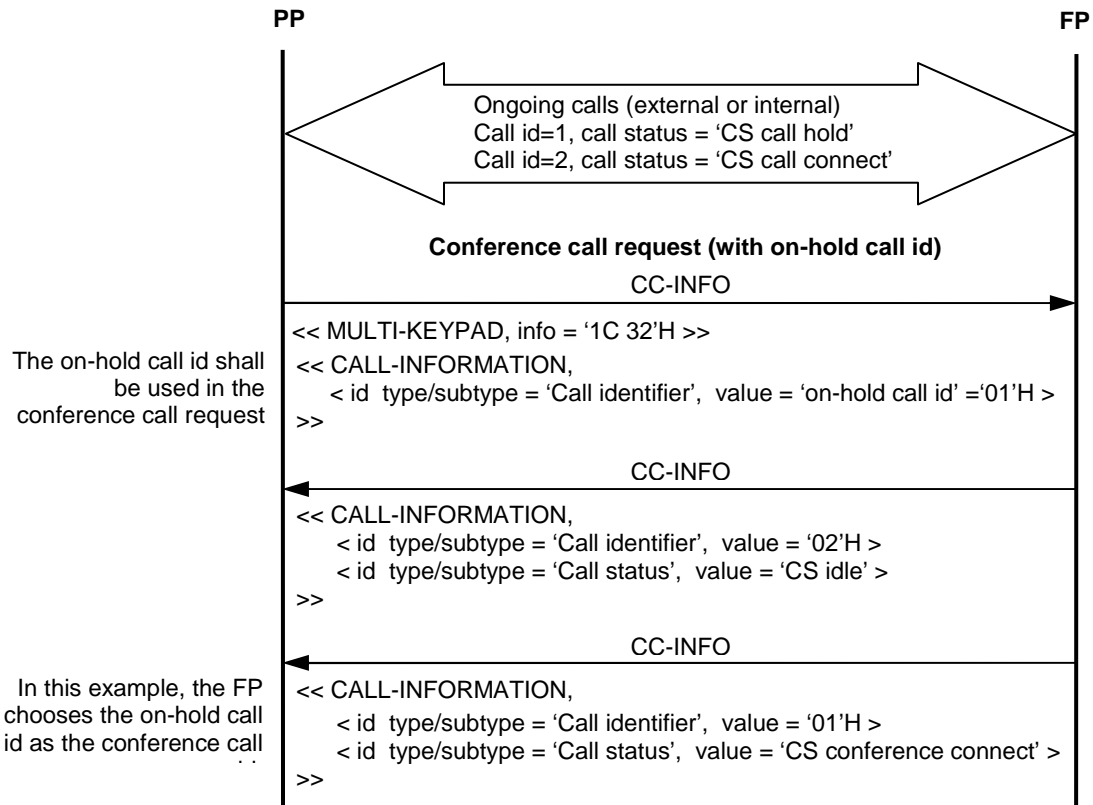 PP
FP
Ongoing calls (external or internal)
Call id=1, call status = ‘CS call hold’
Call id=2, call status = ‘CS call connect’
Conference call request (with on-hold call id)
CC-INFO
<< MULTI-KEYPAD, info = ‘1C 32’H >>
The on-hold call id shall
be used in the
conference call request
<< CALL-INFORMATION,
< id type/subtype = ‘Call identifier’, value = ‘on-hold call id’ =‘01’H >
>>
CC-INFO
<< CALL-INFORMATION,
< id type/subtype = ‘Call identifier’, value = ‘02’H >
< id type/subtype = ‘Call status’, value = ‘CS idle’ >
>>
CC-INFO
In this example, the FP
chooses the on-hold call
id as the conference call
<< CALL-INFORMATION,
< id type/subtype = ‘Call identifier’, value = ‘01’H >
< id type/subtype = ‘Call status’, value = ‘CS conference connect’ >
>>